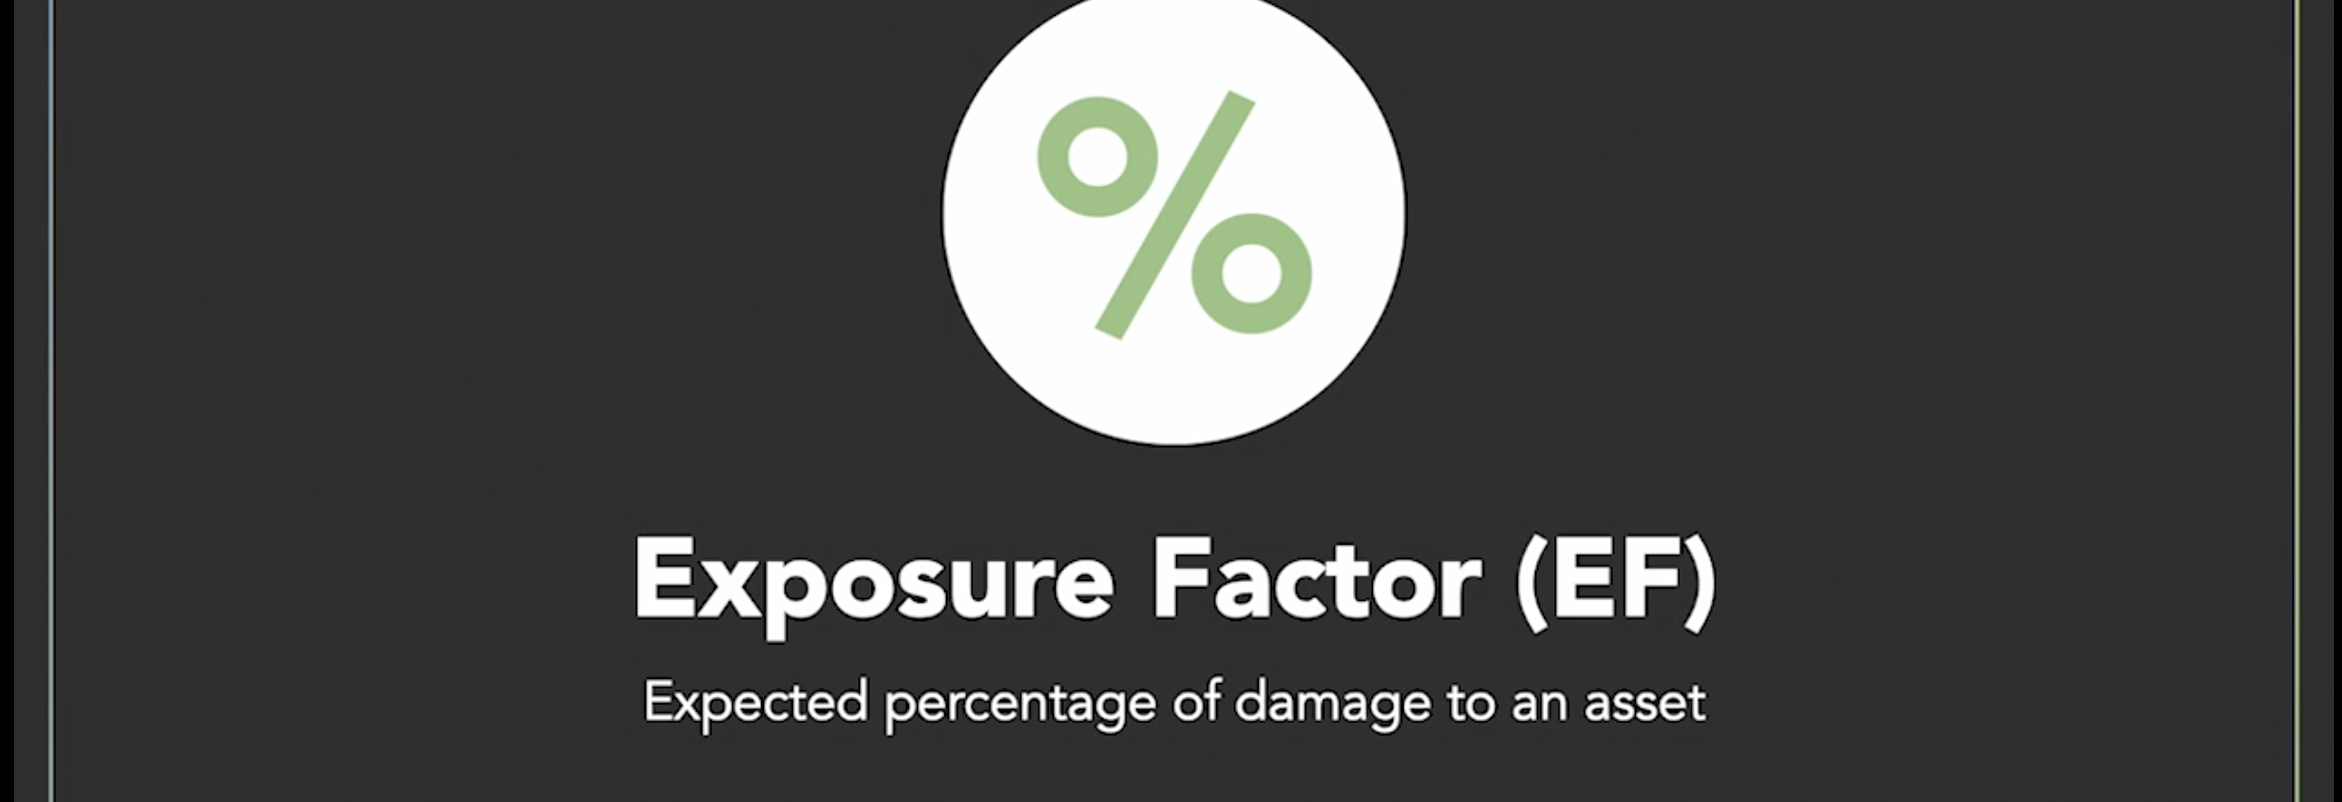 %
Exposure Factor (EF)
Expected percentage of damage to an asset